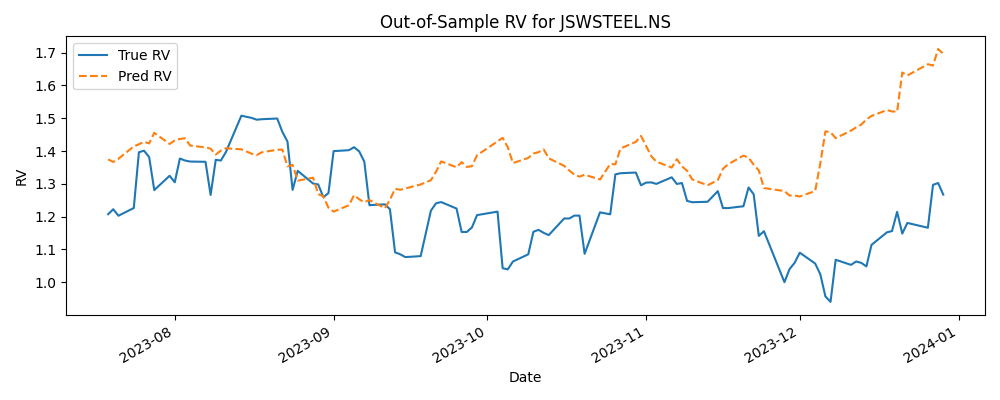 Out-of-Sample RV for JSWSTEEL.NS
True RV
Pred RV
RV
1.7
1.6
1.5
1.4
1.3
1.2
1.1
1.0
2023-08
2023-09
2023-10
2023-11
2023-12
2024-01
Date